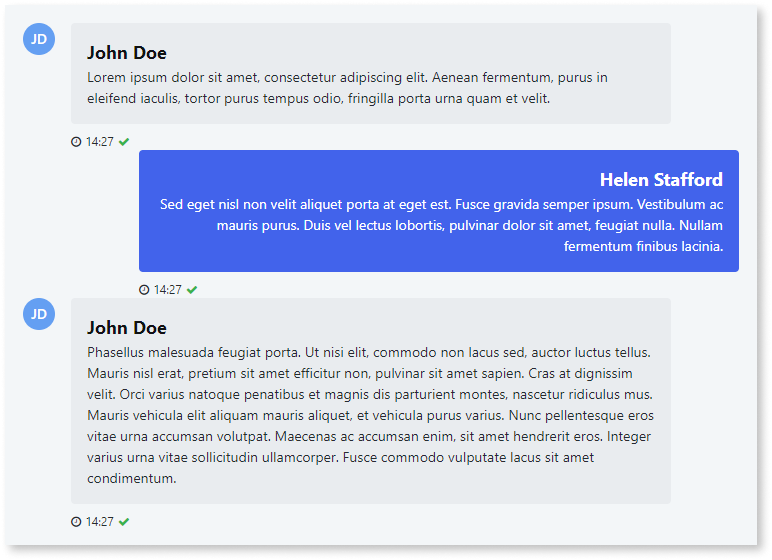 JD
John Doe
Lorem ipsum dolor sit amet, consectetur adipiscing elit. Aenean fermentum, purus in
eleifend iaculis, tortor purus tempus odio, fringilla porta urna quam et velit.
14:27
Helen Stafford
Sed eget nisl non velit aliquet porta at eget est. Fusce gravida semper ipsum. Vestibulum ac
mauris purus. Duis vel lectus lobortis, pulvinar dolor sit amet, feugiat nulla. Nullam
fermentum finibus lacinia.
14:27
JD
John Doe
Phasellus malesuada feugiat porta. Ut nisi elit, commodo non lacus sed, auctor luctus tellus.
Mauris nisl erat, pretium sit amet efficitur non, pulvinar sit amet sapien. Cras at dignissim
velit. Orci varius natoque penatibus et magnis dis parturient montes, nascetur ridiculus mus.
Mauris vehicula elit aliquam mauris aliquet, et vehicula purus varius. Nunc pellentesque eros
vitae urna accumsan volutpat. Maecenas ac accumsan enim, sit amet hendrerit eros. Integer
varius urna vitae sollicitudin ullamcorper. Fusce commodo vulputate lacus sit amet
condimentum.
14:27